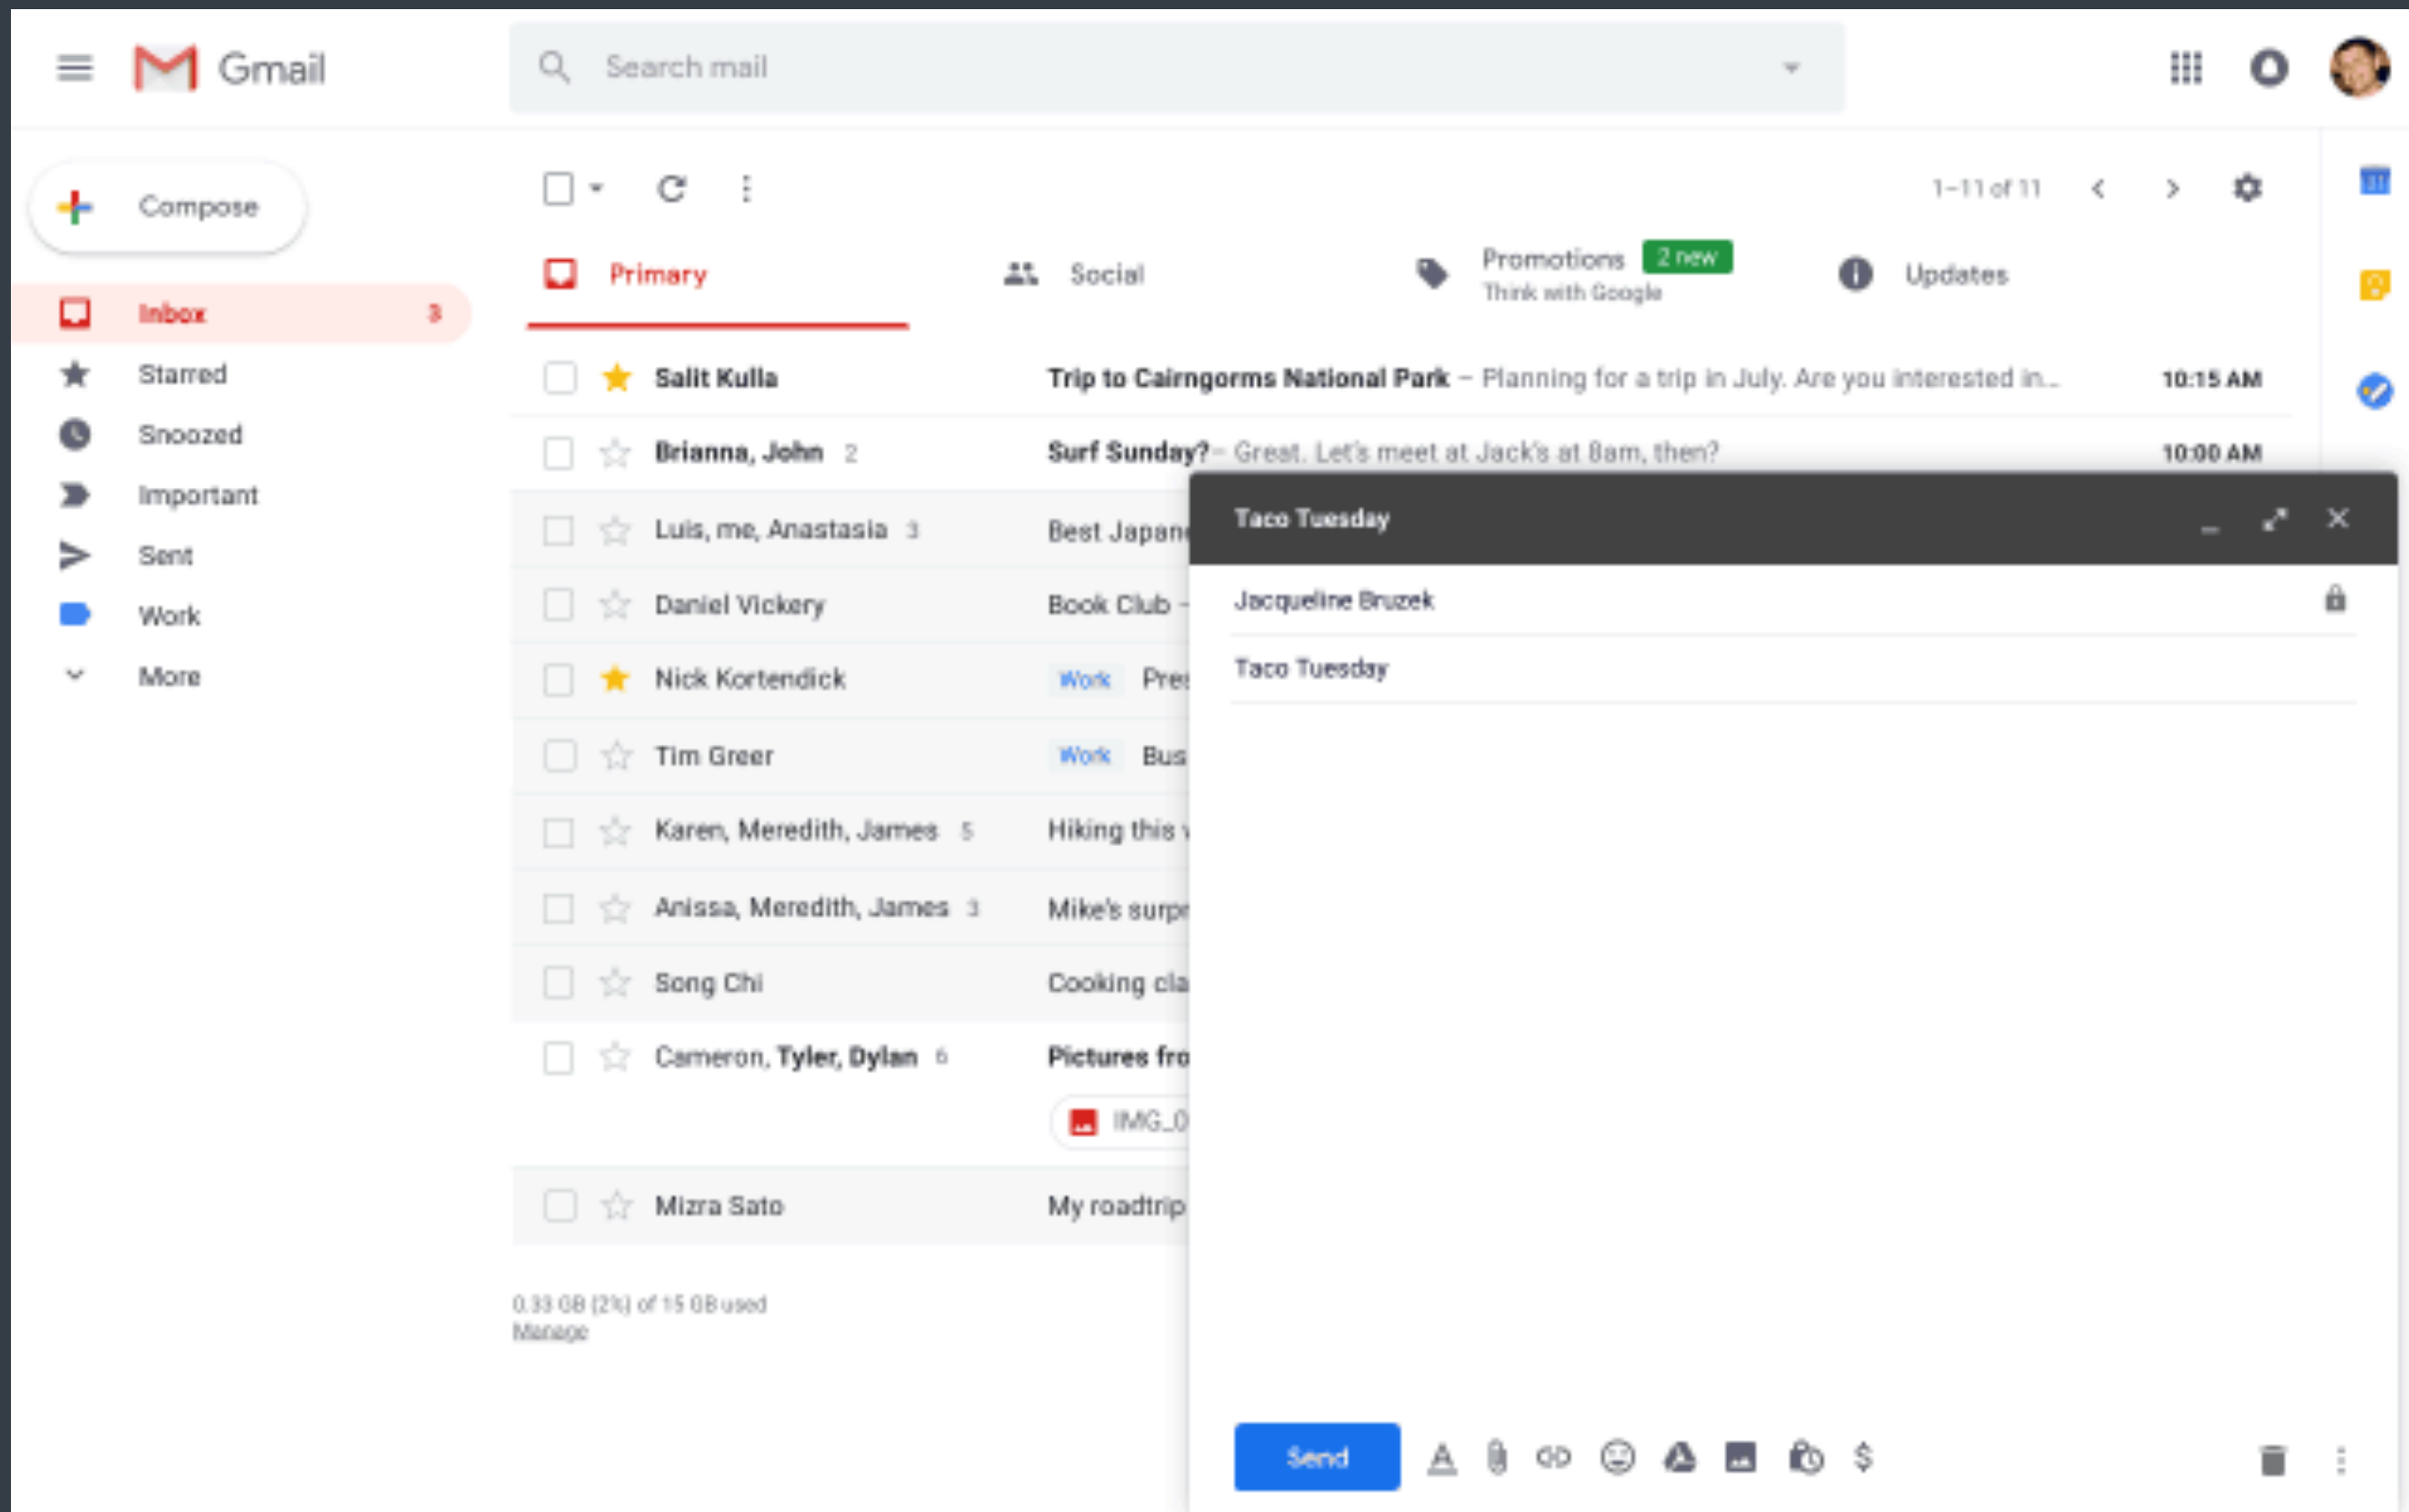 Gmail
Search mail
Compose
1–11 of 11
Primary
Social
Promotions 2 new
Think with Google
Updates
Inbox 3
Starred
Snoozed
Important
Sent
Work
More
Salit Kulla Trip to Cairngorms National Park – Planning for a trip in July. Are you interested in... 10:15 AM
Brianna, John 2 Surf Sunday?– Great. Let's meet at Jack's at 8am, then? 10:00 AM
Luis, me, Anastasia 3 Best Japan
Daniel Vickery Book Club –
Nick Kortendick Work Pres
Tim Greer Work Bus
Karen, Meredith, James 5 Hiking this
Anissa, Meredith, James 3 Mike's surpr
Song Chi Cooking cla
Cameron, Tyler, Dylan 6 Pictures fro
IMG_0
Mizra Sato My roadtrip
0.33 GB (2%) of 15 GB used
Manage
Taco Tuesday
Jacqueline Bruzek
Taco Tuesday
Send